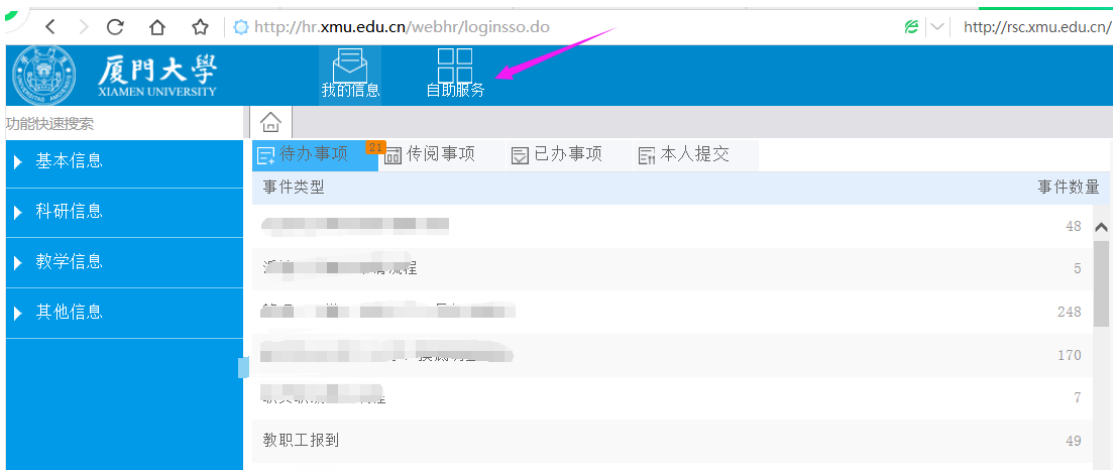 http://hr.xmu.edu.cn/webhr/loginsso.do
http://rsc.xmu.edu.cn/
厦門大學
XIAMEN UNIVERSITY
我的信息
自助服务
功能快速搜索
基本信息
科研信息
教学信息
其他信息
待办事项 21 传阅事项 已办事项 本人提交
事件类型 事件数量
48
流程 5
248
170
7
教职工报到 49